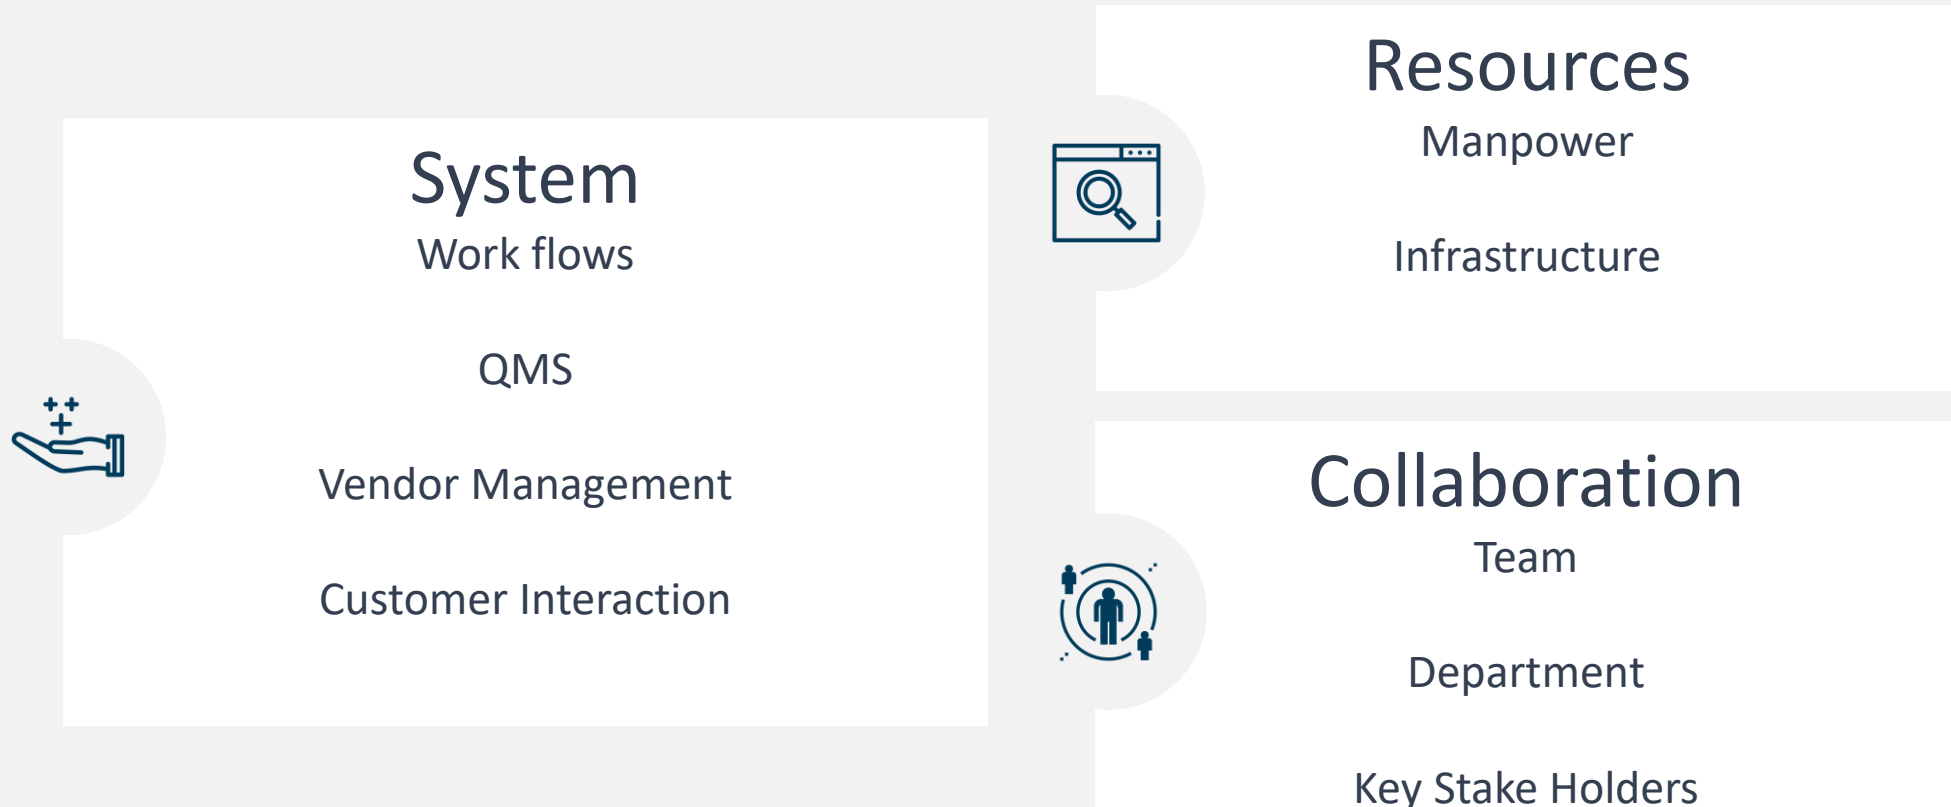 System
Work flows
QMS
Vendor Management
Customer Interaction
Resources
Manpower
Infrastructure
Collaboration
Team
Department
Key Stake Holders